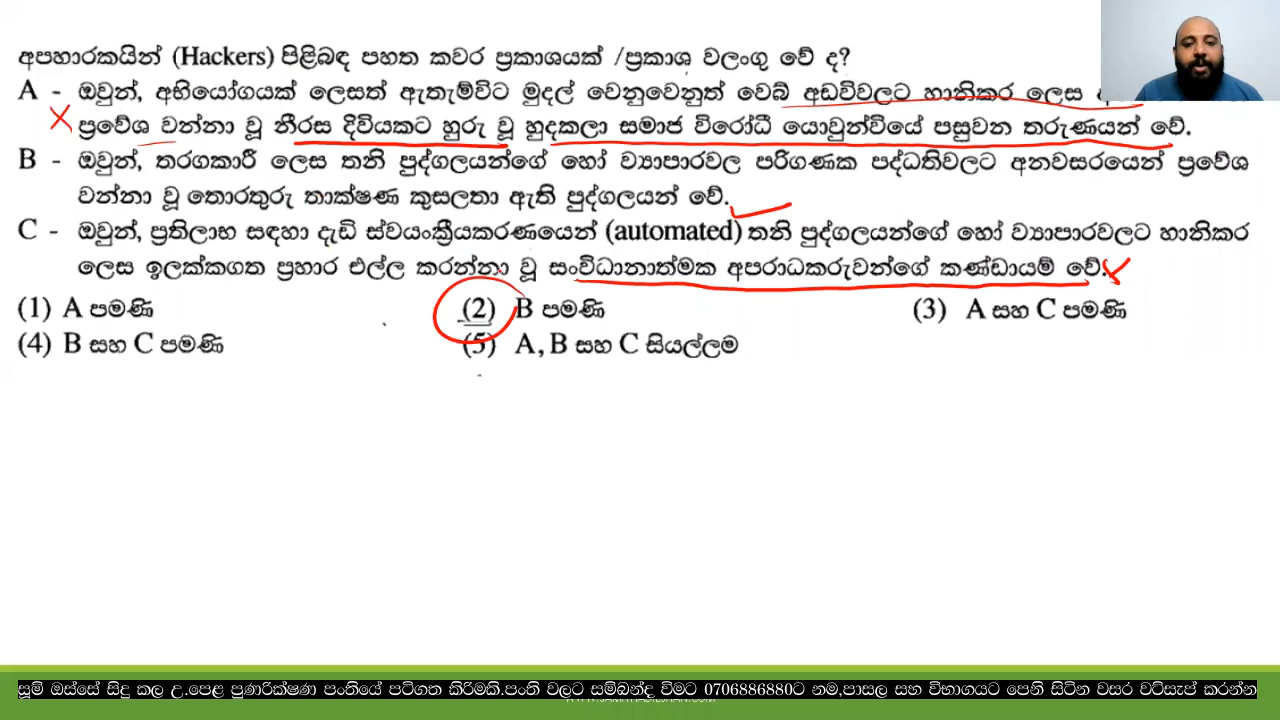 අපහාරකයින් (Hackers) පිළිබඳ පහත කවර ප්‍රකාශයක් /ප්‍රකාශ වලංගු වේ ද?
A - ඔවුන්, අභියෝගයක් ලෙසත් ඇතැම්විට මුදල් වෙනුවෙනුත් වෙබ් අඩවිවලට හානිකර ලෙස
ප්‍රවේශ වන්නා වූ නීරස දිවියකට හුරු වූ හුදකලා සමාජ විරෝධී යොවුන්වියේ පසුවන තරුණයන් වේ.
B - ඔවුන්, තරගකාරී ලෙස තනි පුද්ගලයන්ගේ හෝ ව්‍යාපාරවල පරිගණක පද්ධතිවලට අනවසරයෙන් ප්‍රවේශ
වන්නා වූ තොරතුරු තාක්ෂණ කුසලතා ඇති පුද්ගලයන් වේ.
C - ඔවුන්, ප්‍රතිලාභ සඳහා දැඩි ස්වයංක්‍රීයකරණයෙන් (automated) තනි පුද්ගලයන්ගේ හෝ ව්‍යාපාරවලට හානිකර
ලෙස ඉලක්කගත ප්‍රහාර එල්ල කරන්නා වූ සංවිධානාත්මක අපරාධකරුවන්ගේ කණ්ඩායම් වේ.
(1) A පමණි (2) B පමණි (3) A සහ C පමණි
(4) B සහ C පමණි (5) A, B සහ C සියල්ලම
සූම් ඔස්සේ සිදු කල උ.පෙළ පුණරීක්ෂණ පංතියේ පටිගත කිරීමකි.පංති වලට සම්බන්ද වීමට 0706886880ට නම,පාසල සහ විභාගයට පෙනි සිටින වසර වට්සැප් කරන්න